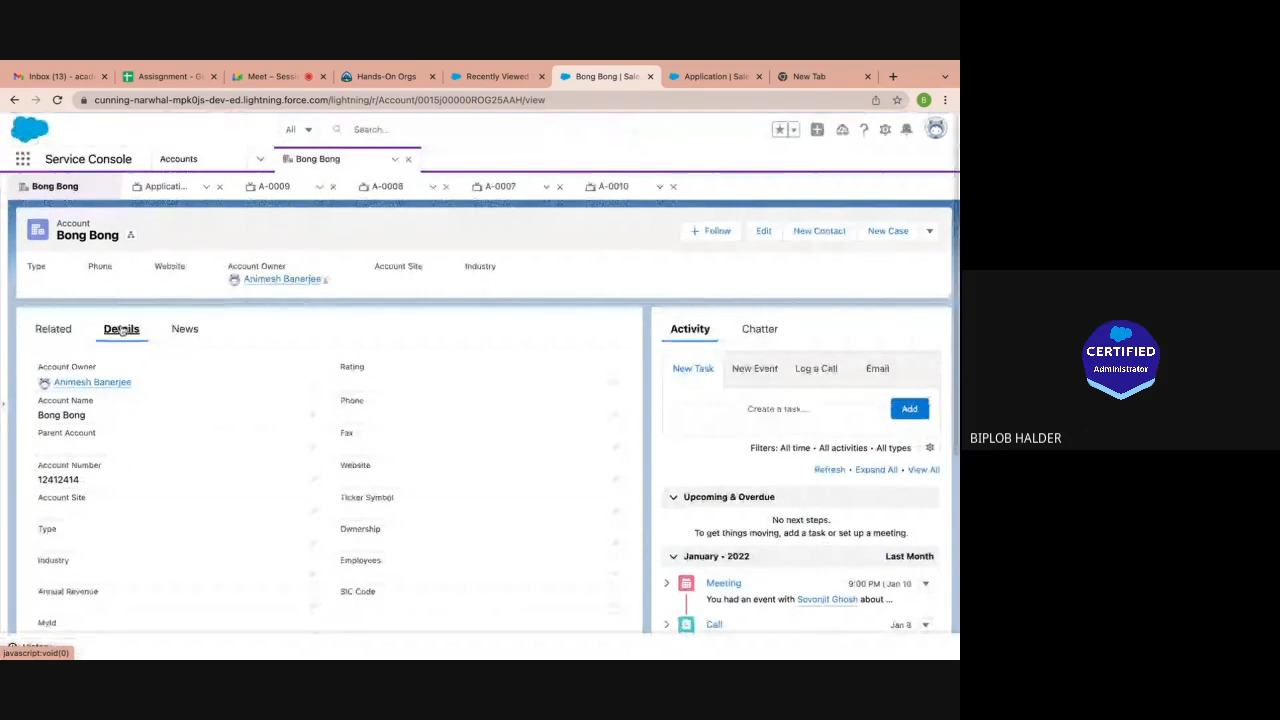 Inbox (13) - acad
Assisgnment - G
Meet – Sessi
Hands-On Orgs
Recently Viewed
Bong Bong | Sale
Application | Sale
New Tab
cunning-narwhal-mpk0js-dev-ed.lightning.force.com/lightning/r/Account/0015j00000ROG25AAH/view
All
Search...
Service Console
Accounts
Bong Bong
Bong Bong
Applicati...
A-0009
A-0008
A-0007
A-0010
Account
Bong Bong
Follow
Edit
New Contact
New Case
Type
Phone
Website
Account Owner
Account Site
Industry
Animesh Banerjee
Related
Details
News
Account Owner
Rating
Animesh Banerjee
Account Name
Phone
Bong Bong
Parent Account
Fax
Account Number
Website
12412414
Account Site
Ticker Symbol
Type
Ownership
Industry
Employees
Annual Revenue
SIC Code
MyId
javascript:void(0)
Activity
Chatter
New Task
New Event
Log a Call
Email
Create a task...
Add
Filters: All time • All activities • All types
Refresh • Expand All • View All
Upcoming & Overdue
No next steps.
To get things moving, add a task or set up a meeting.
January • 2022
Last Month
Meeting
9:00 PM | Jan 10
You had an event with Sovonjit Ghosh about ...
Call
Jan 8
CERTIFIED
Administrator
BIPLOB HALDER